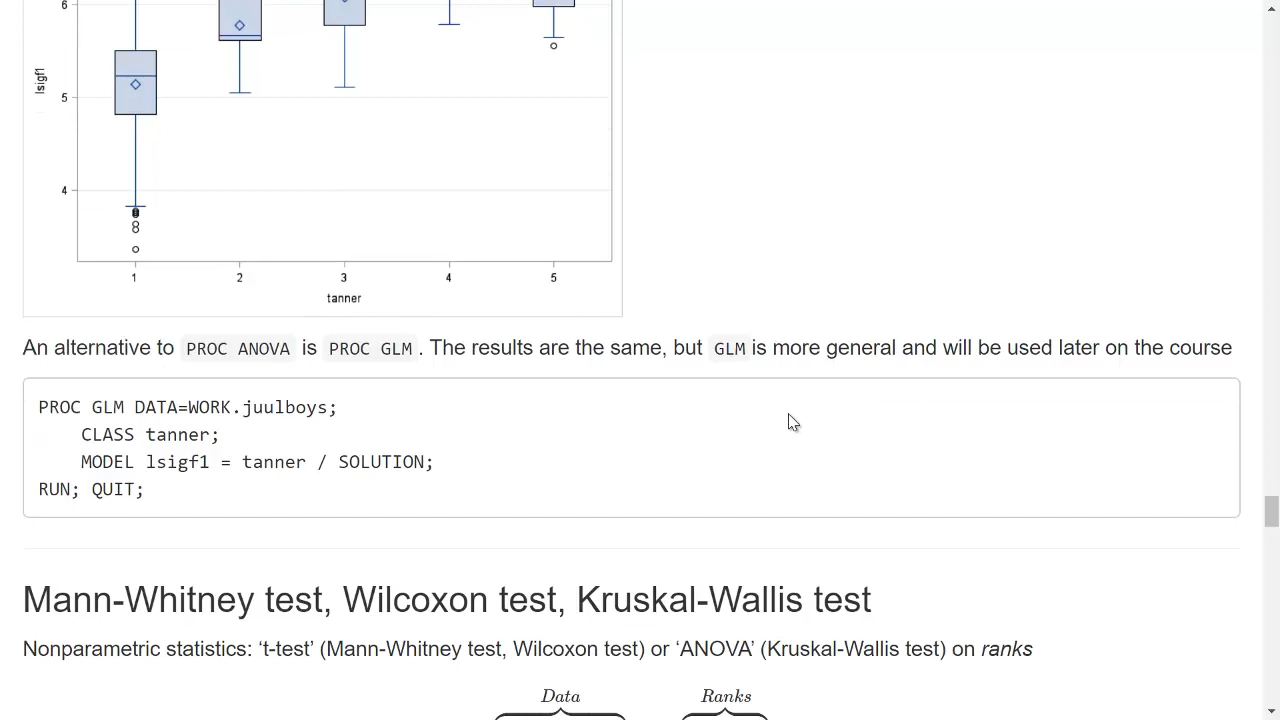 6
lsigf1
5
4
1 2 3 4 5
tanner
An alternative to PROC ANOVA is PROC GLM . The results are the same, but GLM is more general and will be used later on the course
PROC GLM DATA=WORK.juulboys;
CLASS tanner;
MODEL lsigf1 = tanner / SOLUTION;
RUN; QUIT;
Mann-Whitney test, Wilcoxon test, Kruskal-Wallis test
Nonparametric statistics: ‘t-test’ (Mann-Whitney test, Wilcoxon test) or ‘ANOVA’ (Kruskal-Wallis test) on ranks
Data Ranks